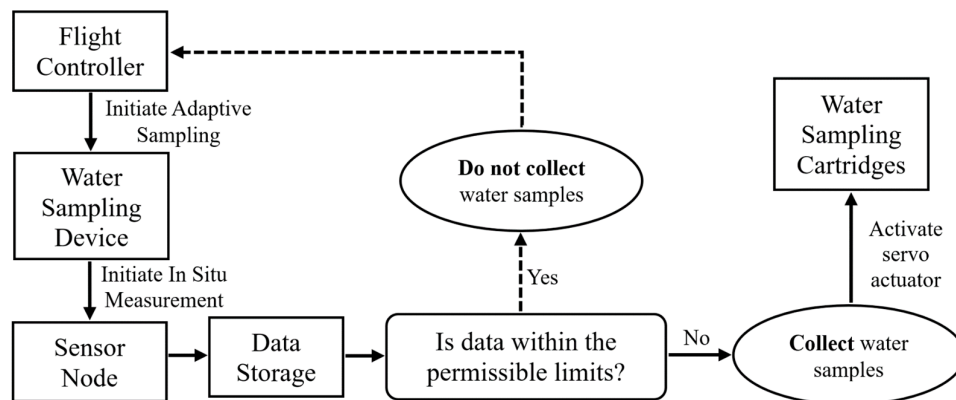 Flight
Controller
Initiate Adaptive
Sampling
Water
Sampling
Device
Initiate In Situ
Measurement
Sensor
Node
Data
Storage
Is data within the
permissible limits?
Yes
Do not collect
water samples
No
Collect water
samples
Activate
servo
actuator
Water
Sampling
Cartridges